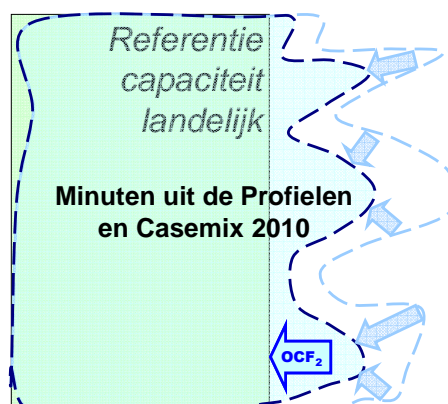 Referentie
capaciteit
landelijk
Minuten uit de Profielen
en Casemix 2010
OCF₂